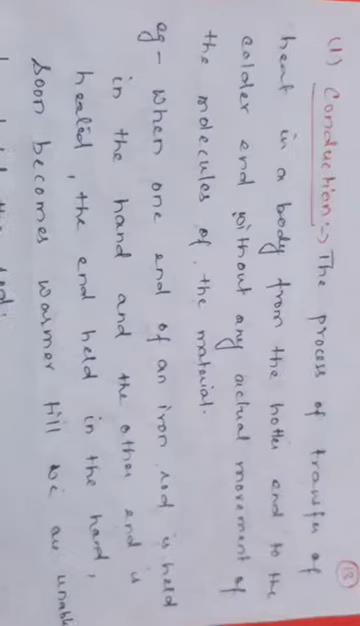 (13)
(1) Conduction :→ The process of transfer of
heat in a body from the hotter end to the
colder end without any actual movement of
the molecules of the material.
eg - when one end of an iron rod is held
in the hand and the other end is
heated, the end held in the hand,
soon becomes warmer till we are unable